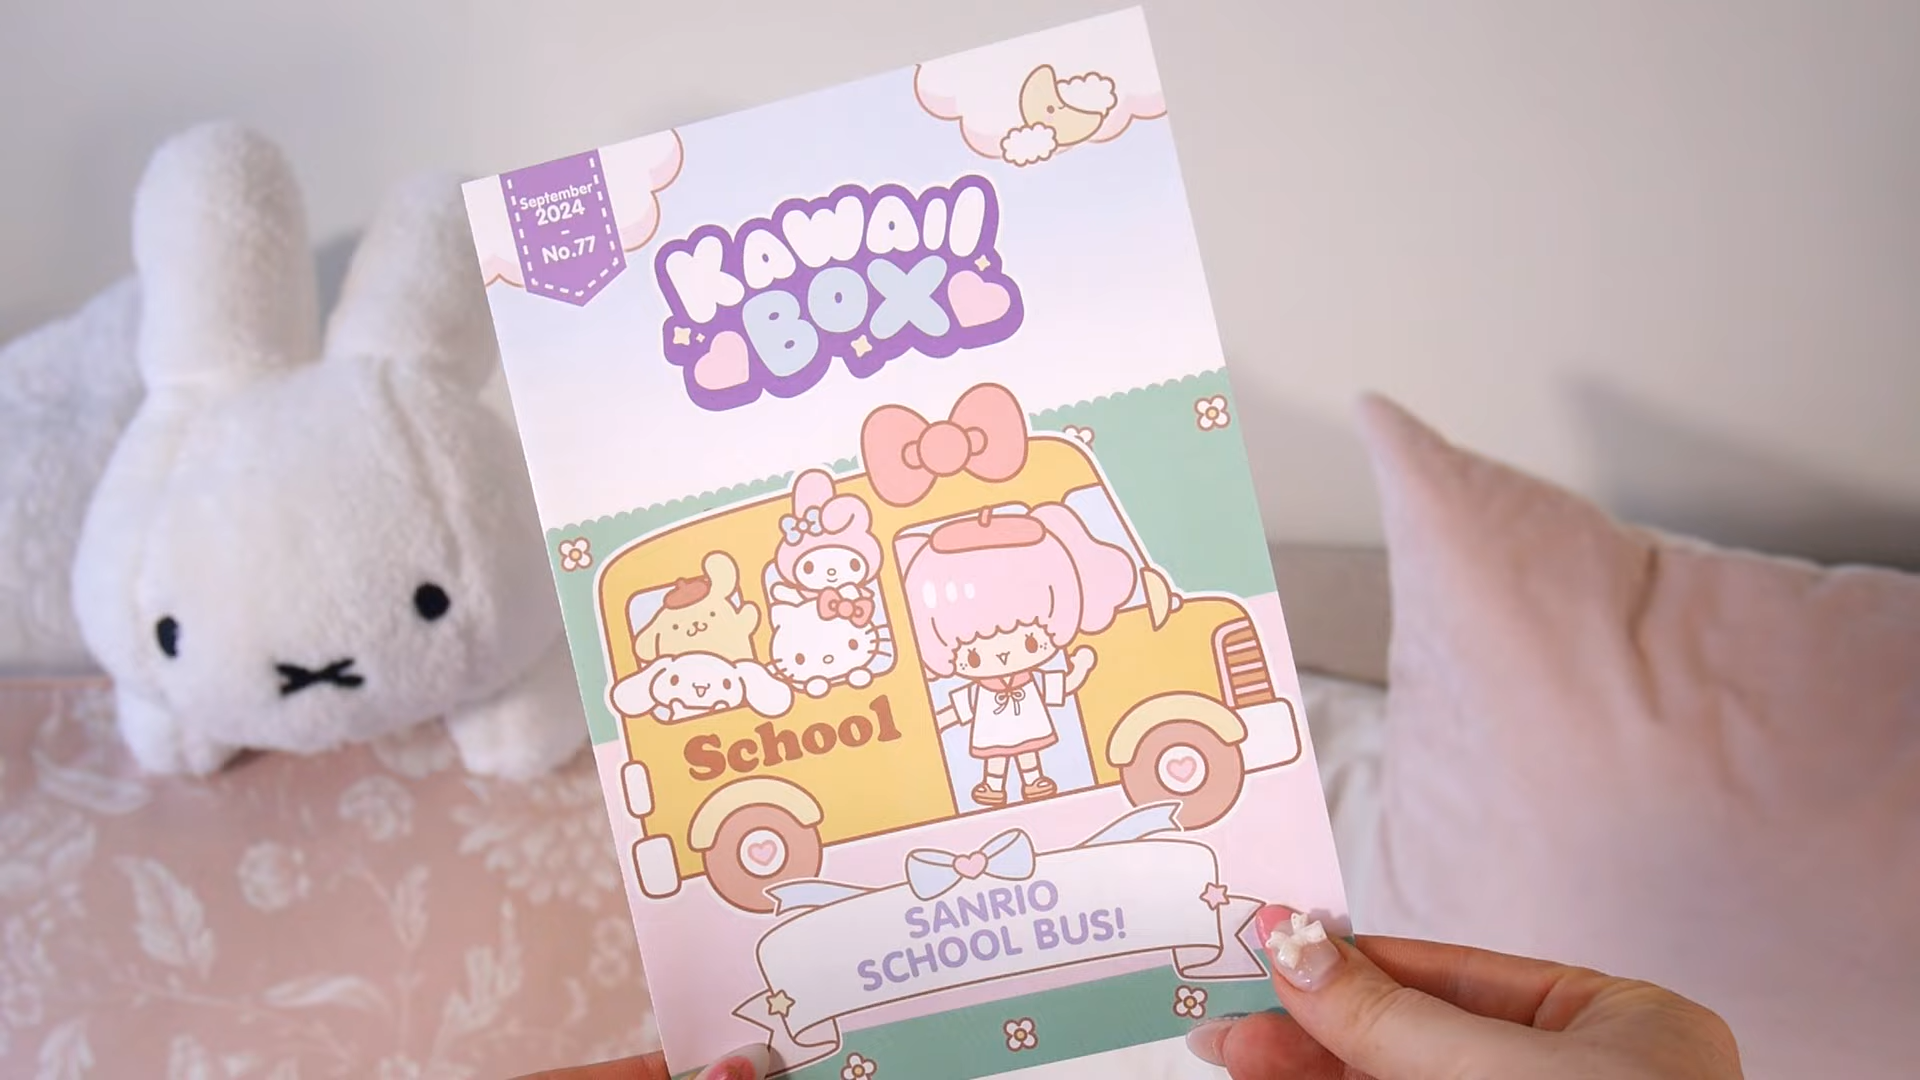 September
2024
-
No.77
KAWAII
BOX
School
SANRIO
SCHOOL BUS!